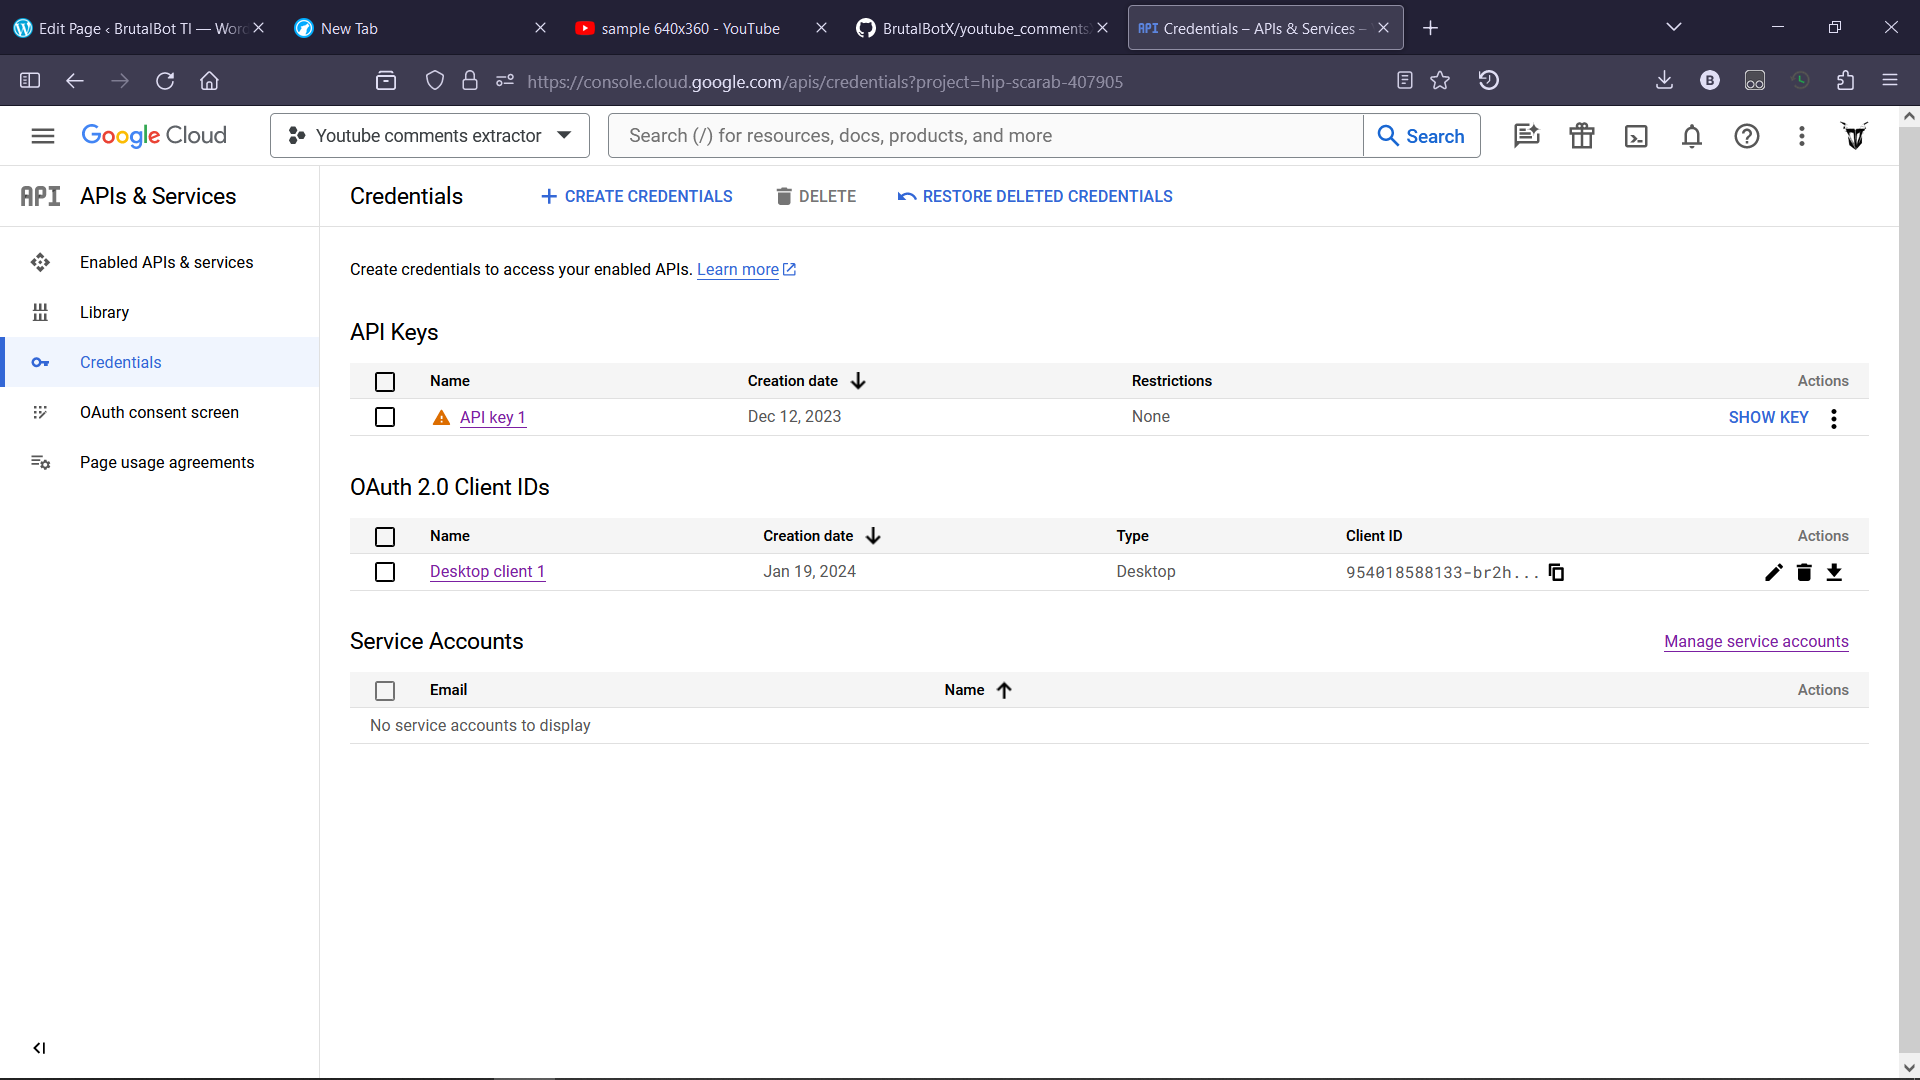 Edit Page ‹ BrutalBot TI — Wor
New Tab
sample 640x360 - YouTube
BrutalBotX/youtube_comments
API Credentials – APIs & Services –
https://console.cloud.google.com/apis/credentials?project=hip-scarab-407905
B
Google Cloud
Youtube comments extractor
Search (/) for resources, docs, products, and more
Search
API APIs & Services
Credentials
CREATE CREDENTIALS
DELETE
RESTORE DELETED CREDENTIALS
Enabled APIs & services
Library
Credentials
OAuth consent screen
Page usage agreements
Create credentials to access your enabled APIs. Learn more
API Keys
Name Creation date Restrictions Actions
API key 1 Dec 12, 2023 None SHOW KEY
OAuth 2.0 Client IDs
Name Creation date Type Client ID Actions
Desktop client 1 Jan 19, 2024 Desktop 954018588133-br2h...
Service Accounts
Manage service accounts
Email Name Actions
No service accounts to display